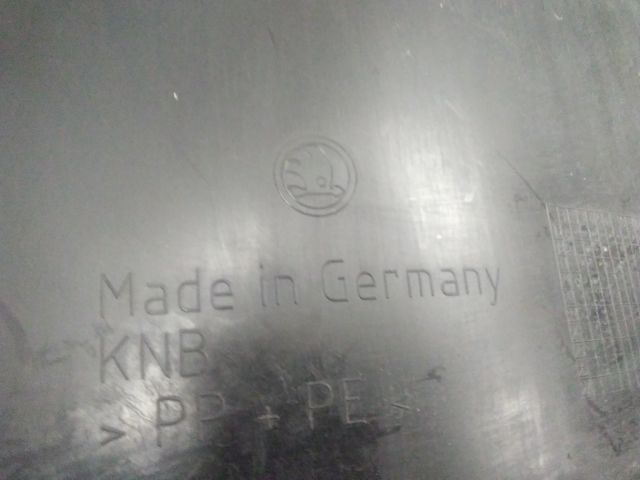 Made in Germany
KNB
> PP + PE <